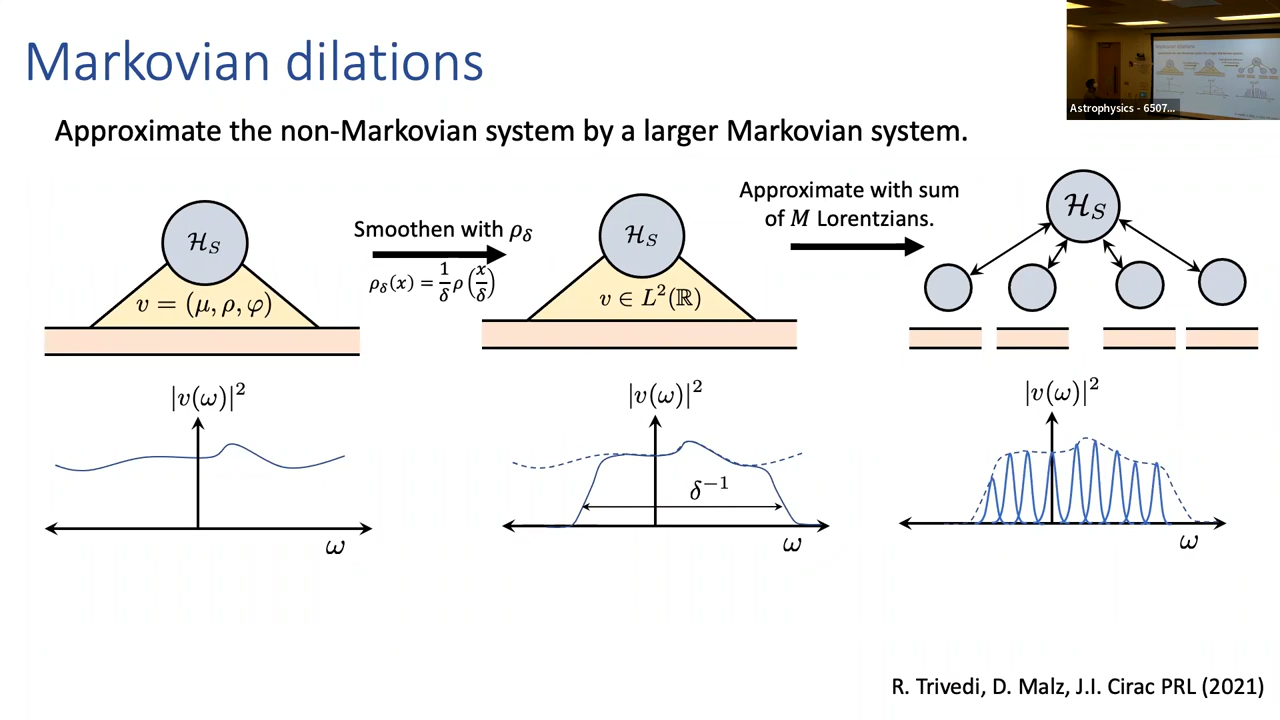 Markovian dilations
Approximate the non-Markovian system by a larger Markovian system.
Astrophysics - 6507...
Smoothen with ρ_δ
ρ_δ(x) = 1/δ ρ(x/δ)
Approximate with sum
of M Lorentzians.
ℋ_S
v = (μ, ρ, φ)
ℋ_S
v ∈ L²(ℝ)
ℋ_S
|v(ω)|²
ω
|v(ω)|²
δ⁻¹
ω
|v(ω)|²
ω
R. Trivedi, D. Malz, J.I. Cirac PRL (2021)